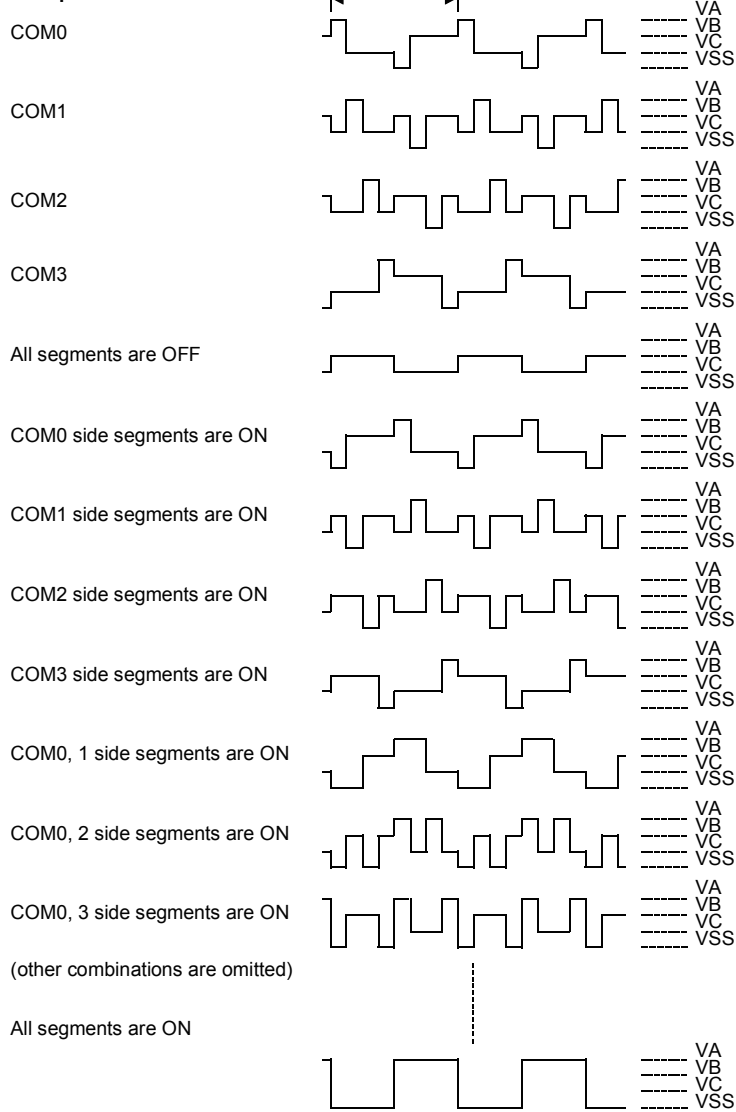 COM0
VA
VB
VC
VSS
COM1
VA
VB
VC
VSS
COM2
VA
VB
VC
VSS
COM3
VA
VB
VC
VSS
All segments are OFF
VA
VB
VC
VSS
COM0 side segments are ON
VA
VB
VC
VSS
COM1 side segments are ON
VA
VB
VC
VSS
COM2 side segments are ON
VA
VB
VC
VSS
COM3 side segments are ON
VA
VB
VC
VSS
COM0, 1 side segments are ON
VA
VB
VC
VSS
COM0, 2 side segments are ON
VA
VB
VC
VSS
COM0, 3 side segments are ON
VA
VB
VC
VSS
(other combinations are omitted)
All segments are ON
VA
VB
VC
VSS